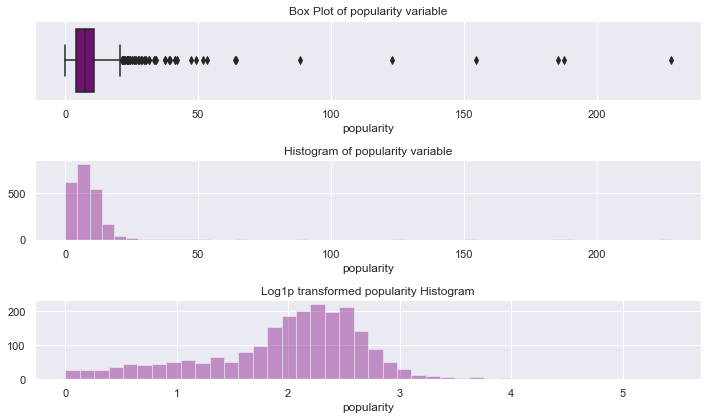 Box Plot of popularity variable
0 50 100 150 200
popularity
Histogram of popularity variable
500
0
0 50 100 150 200
popularity
Log1p transformed popularity Histogram
200
100
0
0 1 2 3 4 5
popularity